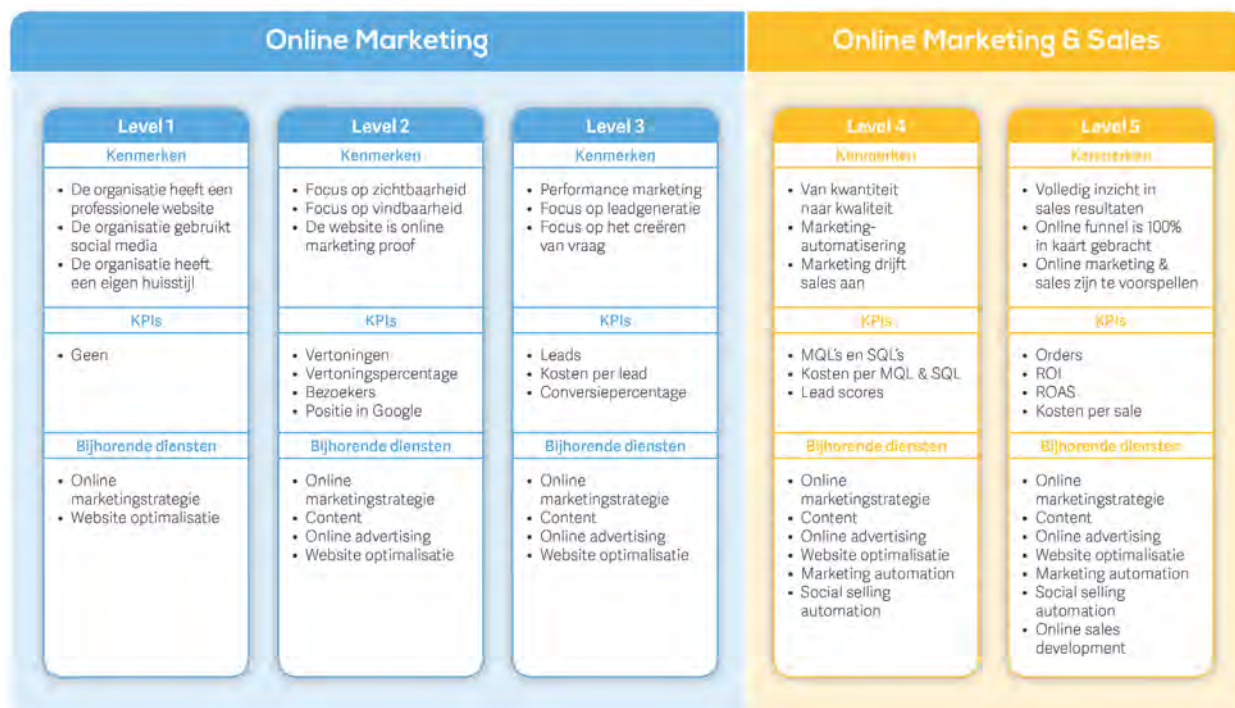 Online Marketing
Online Marketing & Sales
Level 1
Kenmerken
• De organisatie heeft een
professionele website
• De organisatie gebruikt
social media
• De organisatie heeft
een eigen huisstijl
KPIs
• Geen
Bijhorende diensten
• Online
marketingstrategie
• Website optimalisatie
Level 2
Kenmerken
• Focus op zichtbaarheid
• Focus op vindbaarheid
• De website is online
marketing proof
KPIs
• Vertoningen
• Vertoningspercentage
• Bezoekers
• Positie in Google
Bijhorende diensten
• Online
marketingstrategie
• Content
• Online advertising
• Website optimalisatie
Level 3
Kenmerken
• Performance marketing
• Focus op leadgeneratie
• Focus op het creëren
van vraag
KPIs
• Leads
• Kosten per lead
• Conversiepercentage
Bijhorende diensten
• Online
marketingstrategie
• Content
• Online advertising
• Website optimalisatie
Level 4
Kenmerken
• Van kwantiteit
naar kwaliteit
• Marketing-
automatisering
• Marketing drijft
sales aan
KPIs
• MQL's en SQL's
• Kosten per MQL & SQL
• Lead scores
Bijhorende diensten
• Online
marketingstrategie
• Content
• Online advertising
• Website optimalisatie
• Marketing automation
• Social selling
automation
Level 5
Kenmerken
• Volledig inzicht in
sales resultaten
• Online funnel is 100%
in kaart gebracht
• Online marketing &
sales zijn te voorspellen
KPIs
• Orders
• ROI
• ROAS
• Kosten per sale
Bijhorende diensten
• Online
marketingstrategie
• Content
• Online advertising
• Website optimalisatie
• Marketing automation
• Social selling
automation
• Online sales
development